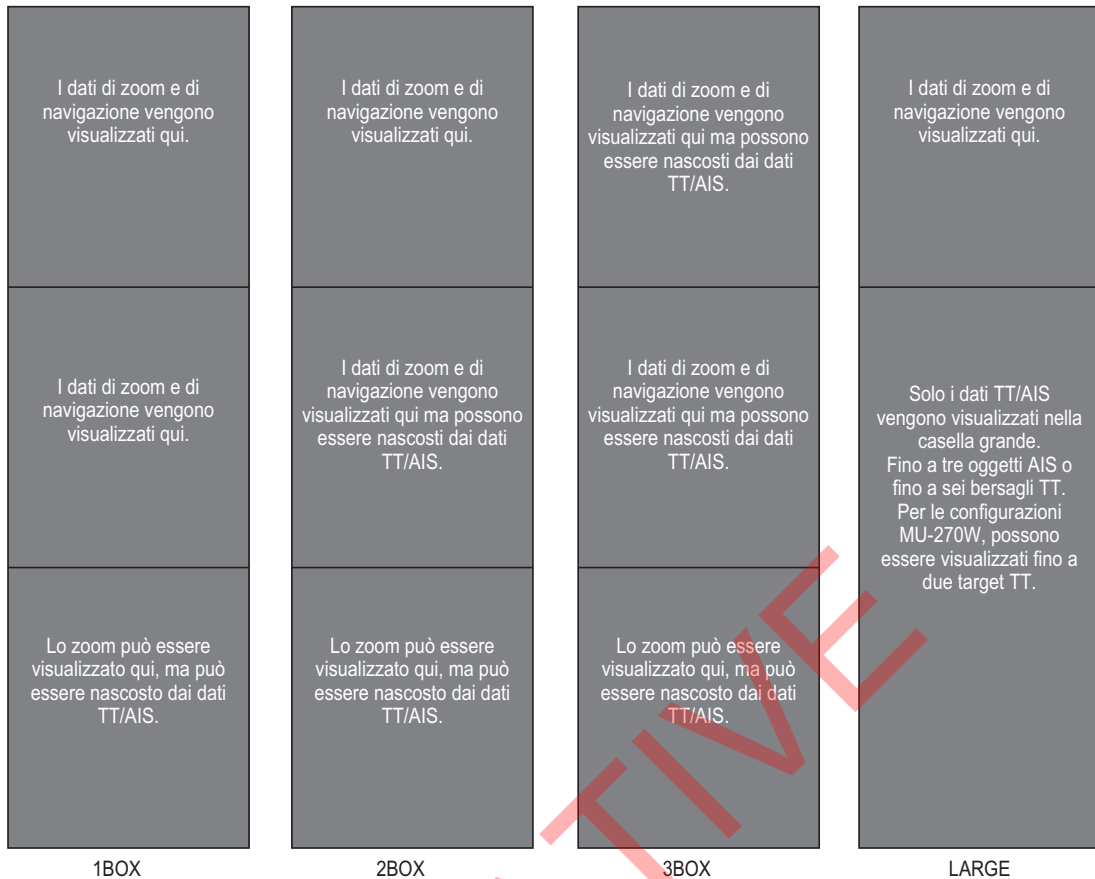 I dati di zoom e di
navigazione vengono
visualizzati qui.
I dati di zoom e di
navigazione vengono
visualizzati qui.
Lo zoom può essere
visualizzato qui, ma può
essere nascosto dai dati
TT/AIS.
1BOX
I dati di zoom e di
navigazione vengono
visualizzati qui.
I dati di zoom e di
navigazione vengono
visualizzati qui ma possono
essere nascosti dai dati
TT/AIS.
Lo zoom può essere
visualizzato qui, ma può
essere nascosto dai dati
TT/AIS.
2BOX
I dati di zoom e di
navigazione vengono
visualizzati qui ma possono
essere nascosti dai dati
TT/AIS.
I dati di zoom e di
navigazione vengono
visualizzati qui ma possono
essere nascosti dai dati
TT/AIS.
Lo zoom può essere
visualizzato qui, ma può
essere nascosto dai dati
TT/AIS.
3BOX
I dati di zoom e di
navigazione vengono
visualizzati qui.
Solo i dati TT/AIS
vengono visualizzati nella
casella grande.
Fino a tre oggetti AIS o
fino a sei bersagli TT.
Per le configurazioni
MU-270W, possono
essere visualizzati fino a
due target TT.
LARGE
TIVE